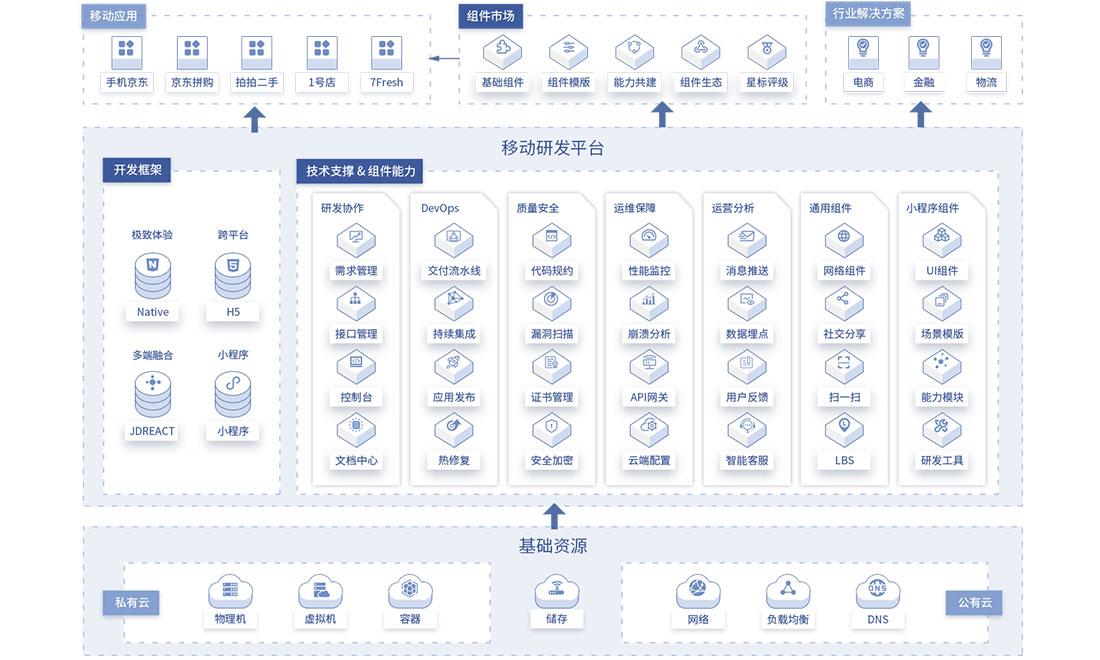 移动应用
手机京东
京东拼购
拍拍二手
1号店
7Fresh
组件市场
基础组件
组件模版
能力共建
组件生态
星标评级
行业解决方案
电商
金融
物流
移动研发平台
开发框架
极致体验
跨平台
Native
H5
多端融合
小程序
JDREACT
小程序
技术支撑 & 组件能力
研发协作
需求管理
接口管理
控制台
文档中心
DevOps
交付流水线
持续集成
应用发布
热修复
质量安全
代码规约
漏洞扫描
证书管理
安全加密
运维保障
性能监控
崩溃分析
API网关
云端配置
运营分析
消息推送
数据埋点
用户反馈
智能客服
通用组件
网络组件
社交分享
扫一扫
LBS
小程序组件
UI组件
场景模版
能力模块
研发工具
基础资源
私有云
物理机
虚拟机
容器
储存
网络
负载均衡
DNS
DNS
公有云